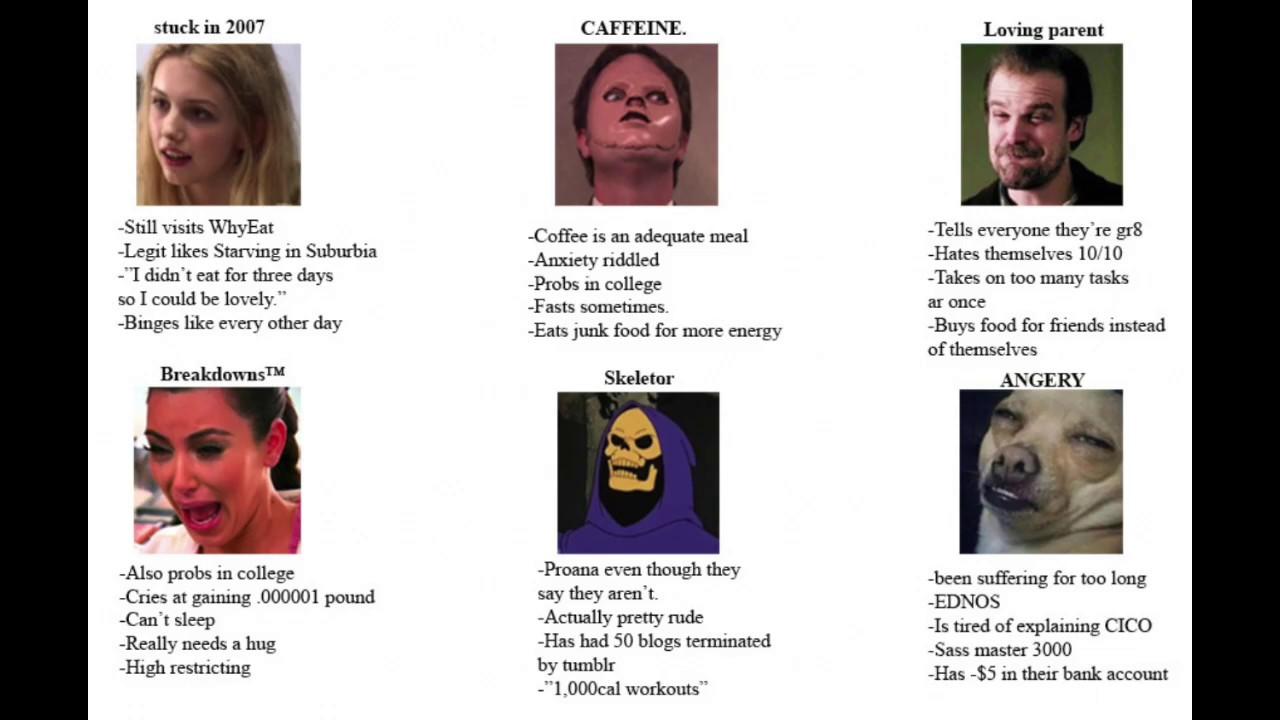 stuck in 2007
-Still visits WhyEat
-Legit likes Starving in Suburbia
-”I didn’t eat for three days
so I could be lovely.”
-Binges like every other day
CAFFEINE.
-Coffee is an adequate meal
-Anxiety riddled
-Probs in college
-Fasts sometimes.
-Eats junk food for more energy
Loving parent
-Tells everyone they’re gr8
-Hates themselves 10/10
-Takes on too many tasks
ar once
-Buys food for friends instead
of themselves
Breakdowns™
-Also probs in college
-Cries at gaining .000001 pound
-Can’t sleep
-Really needs a hug
-High restricting
Skeletor
-Proana even though they
say they aren’t.
-Actually pretty rude
-Has had 50 blogs terminated
by tumblr
-”1,000cal workouts”
ANGERY
-been suffering for too long
-EDNOS
-Is tired of explaining CICO
-Sass master 3000
-Has -$5 in their bank account